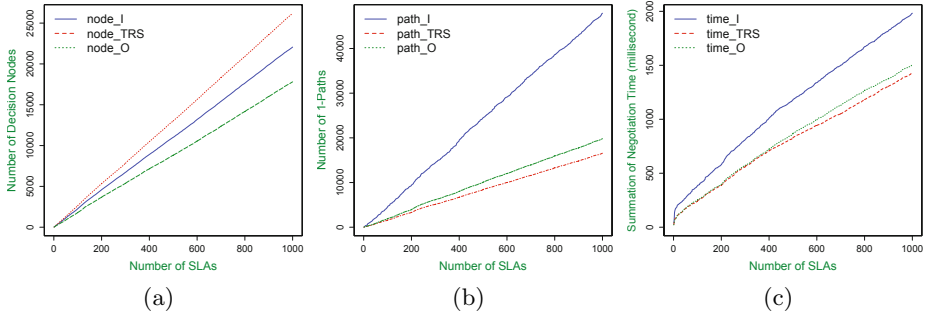 node_I
node_TRS
node_O
Number of Decision Nodes
0
5000
10000
15000
20000
25000
0
200
400
600
800
1000
Number of SLAs
(a)
path_I
path_TRS
path_O
Number of 1-Paths
0
10000
20000
30000
40000
0
200
400
600
800
1000
Number of SLAs
(b)
time_I
time_TRS
time_O
Summation of Negotiation Time (millisecond)
0
500
1000
1500
2000
0
200
400
600
800
1000
Number of SLAs
(c)